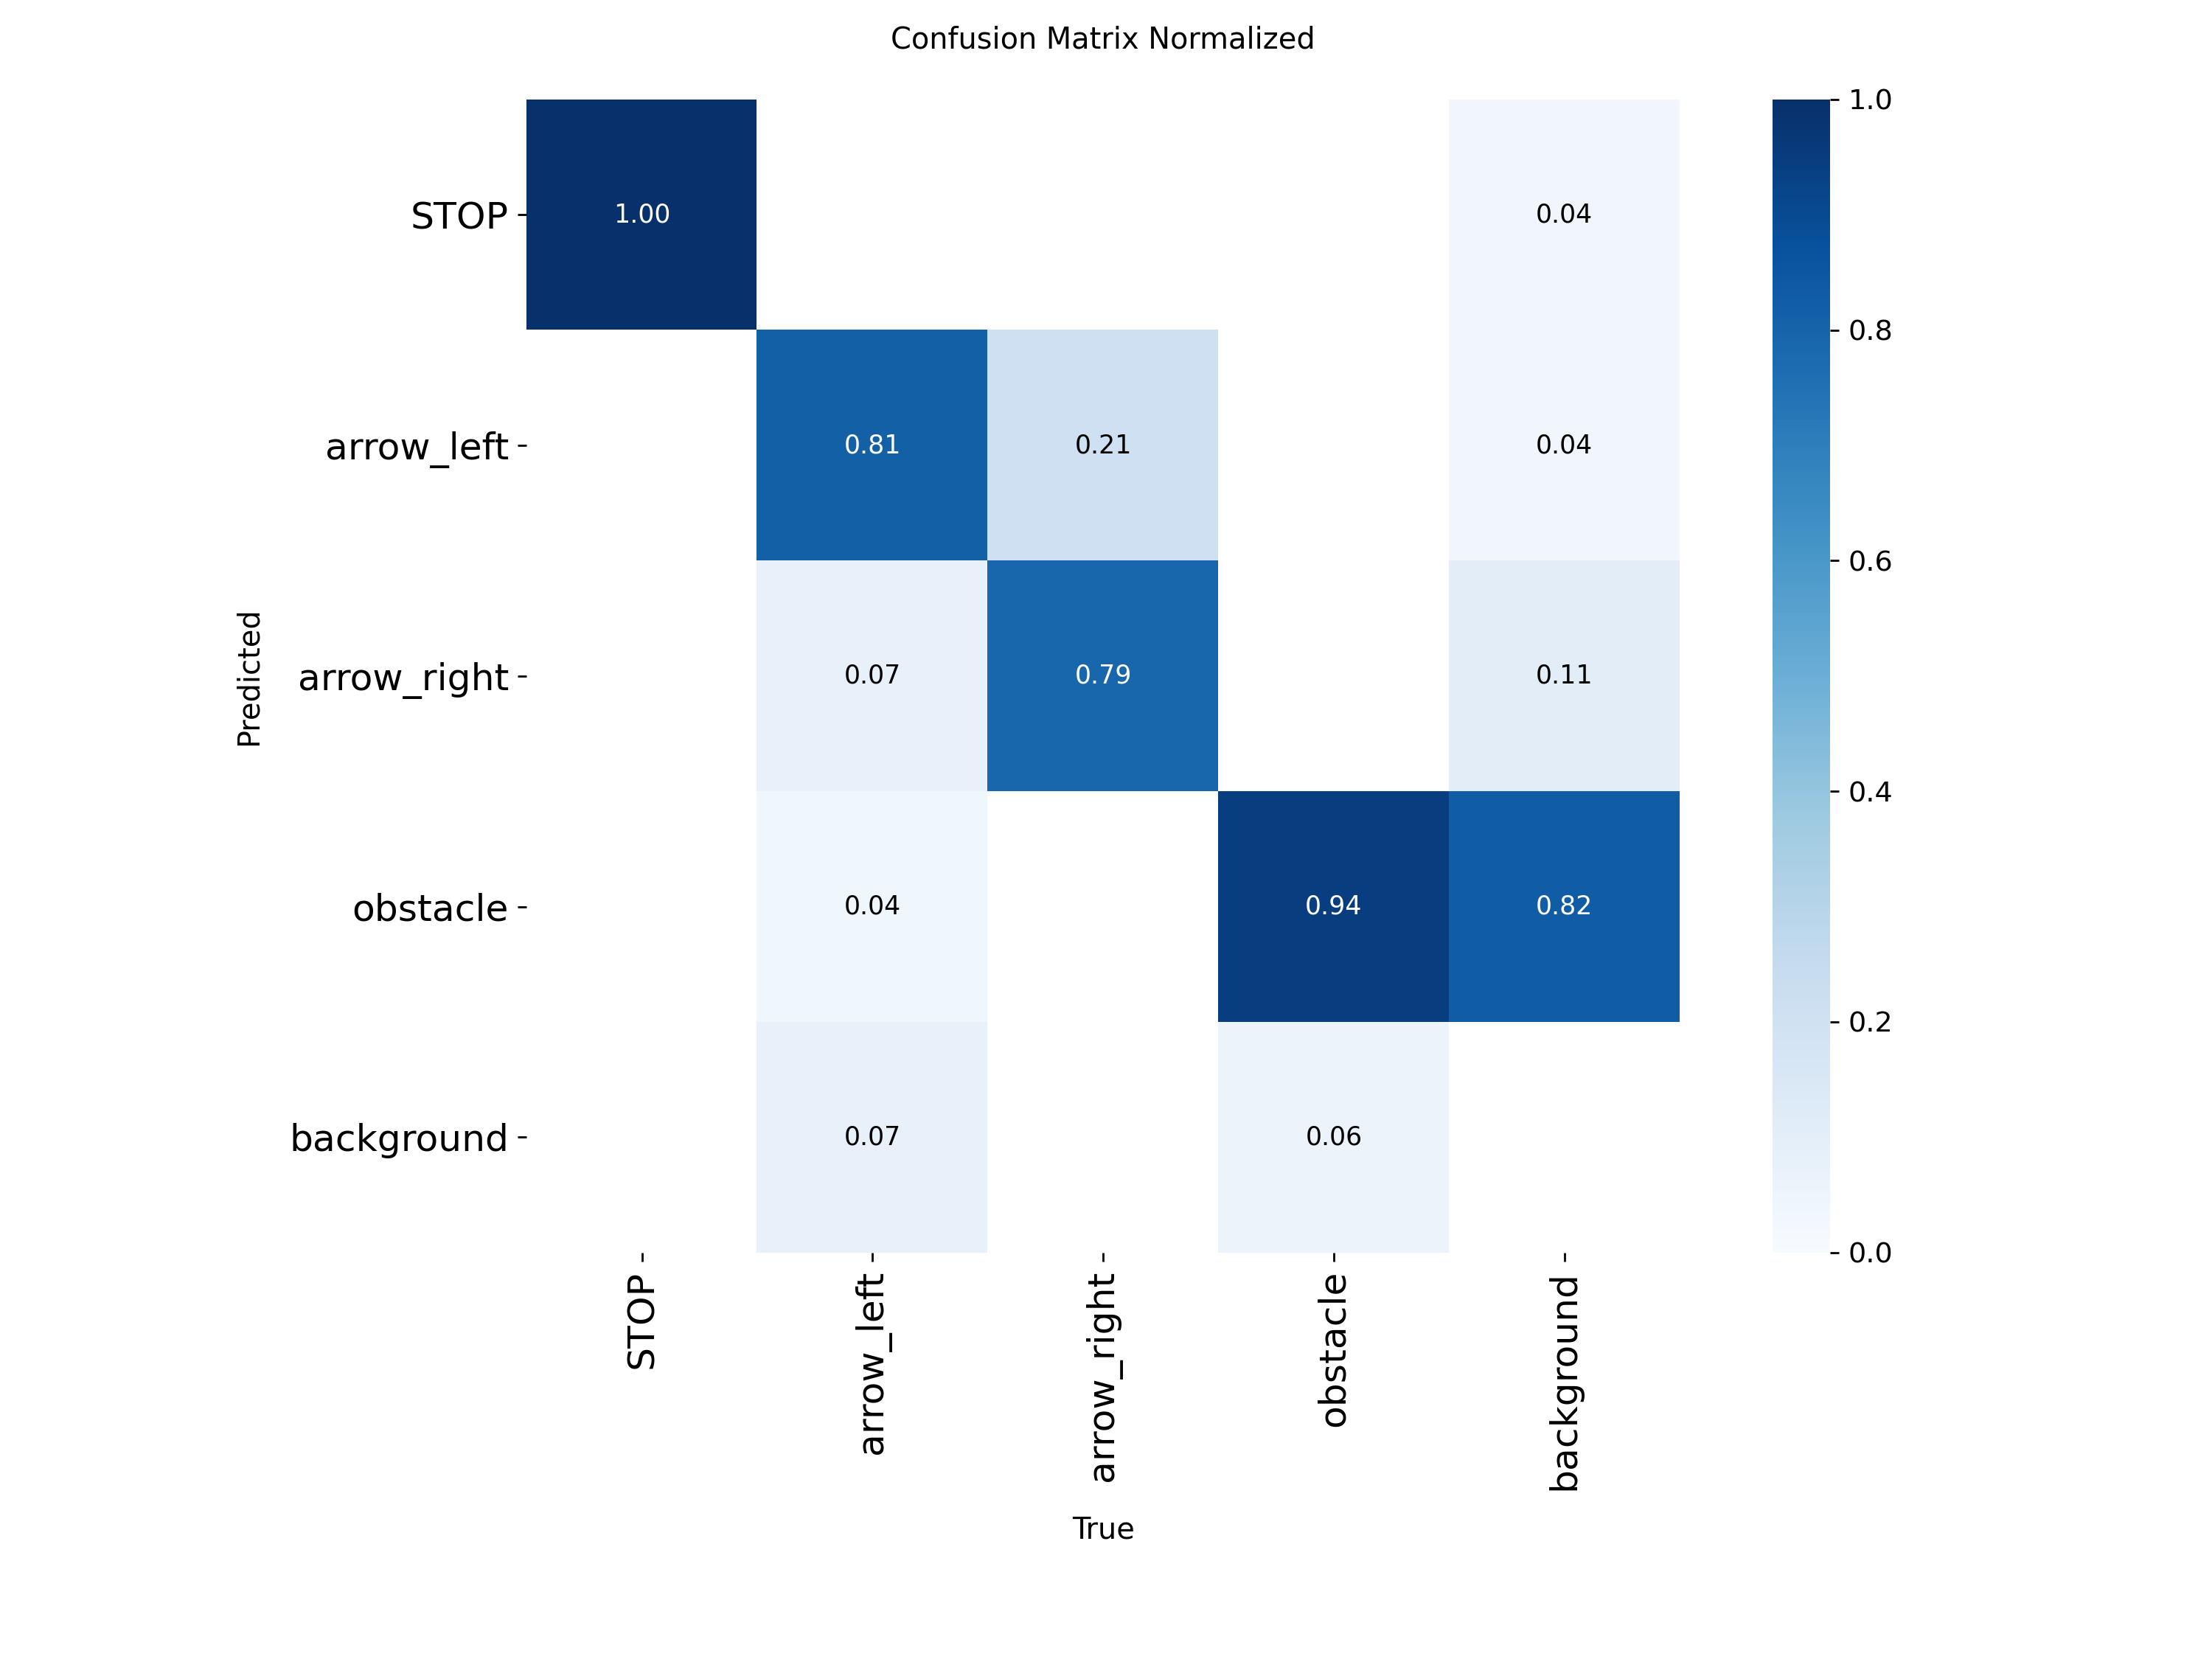 Confusion Matrix Normalized
STOP
1.00
0.04
arrow_left
0.81
0.21
0.04
arrow_right
0.07
0.79
0.11
obstacle
0.04
0.94
0.82
background
0.07
0.06
Predicted
STOP
arrow_left
arrow_right
obstacle
background
True
1.0
0.8
0.6
0.4
0.2
0.0